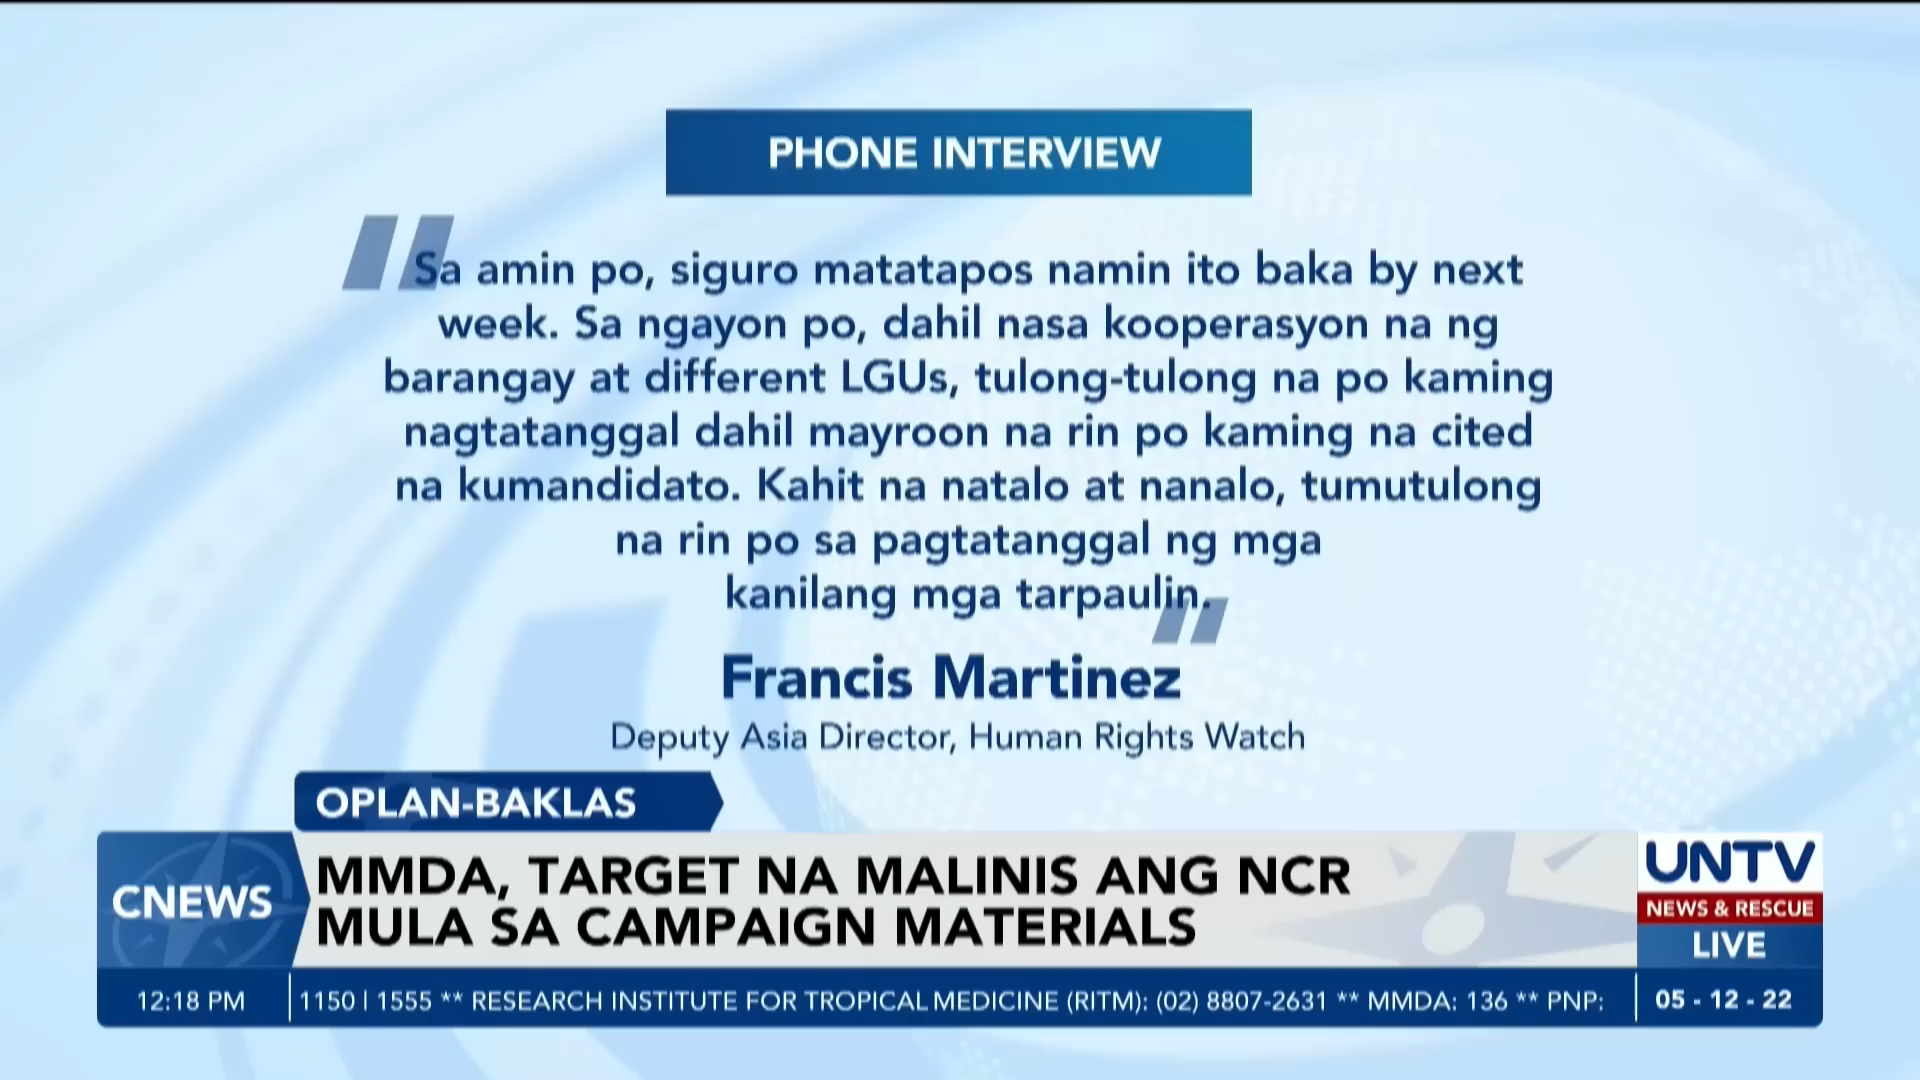 PHONE INTERVIEW
"Sa amin po, siguro matatapos namin ito baka by next
week. Sa ngayon po, dahil nasa kooperasyon na ng
barangay at different LGUs, tulong-tulong na po kaming
nagtatanggal dahil mayroon na rin po kaming na cited
na kumandidato. Kahit na natalo at nanalo, tumutulong
na rin po sa pagtatanggal ng mga
kanilang mga tarpaulin."
Francis Martinez
Deputy Asia Director, Human Rights Watch
OPLAN-BAKLAS
CNEWS
MMDA, TARGET NA MALINIS ANG NCR
MULA SA CAMPAIGN MATERIALS
UNTV
NEWS & RESCUE
LIVE
12:18 PM
1150 | 1555 ** RESEARCH INSTITUTE FOR TROPICAL MEDICINE (RITM): (02) 8807-2631 ** MMDA: 136 ** PNP:
05 - 12 - 22